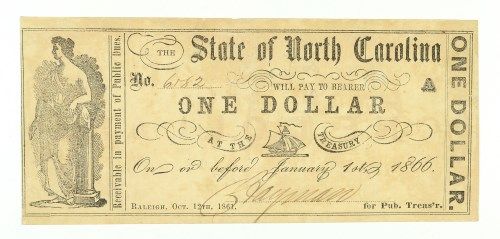 Receivable in payment of Public Dues.
THE State of North Carolina
No. 6152
WILL PAY TO BEARER
A
ONE DOLLAR
AT THE TREASURY
On or before January 1st 1866.
RALEIGH, OCT. 12TH, 1861.
for Pub. Treas'r.
ONE DOLLAR.